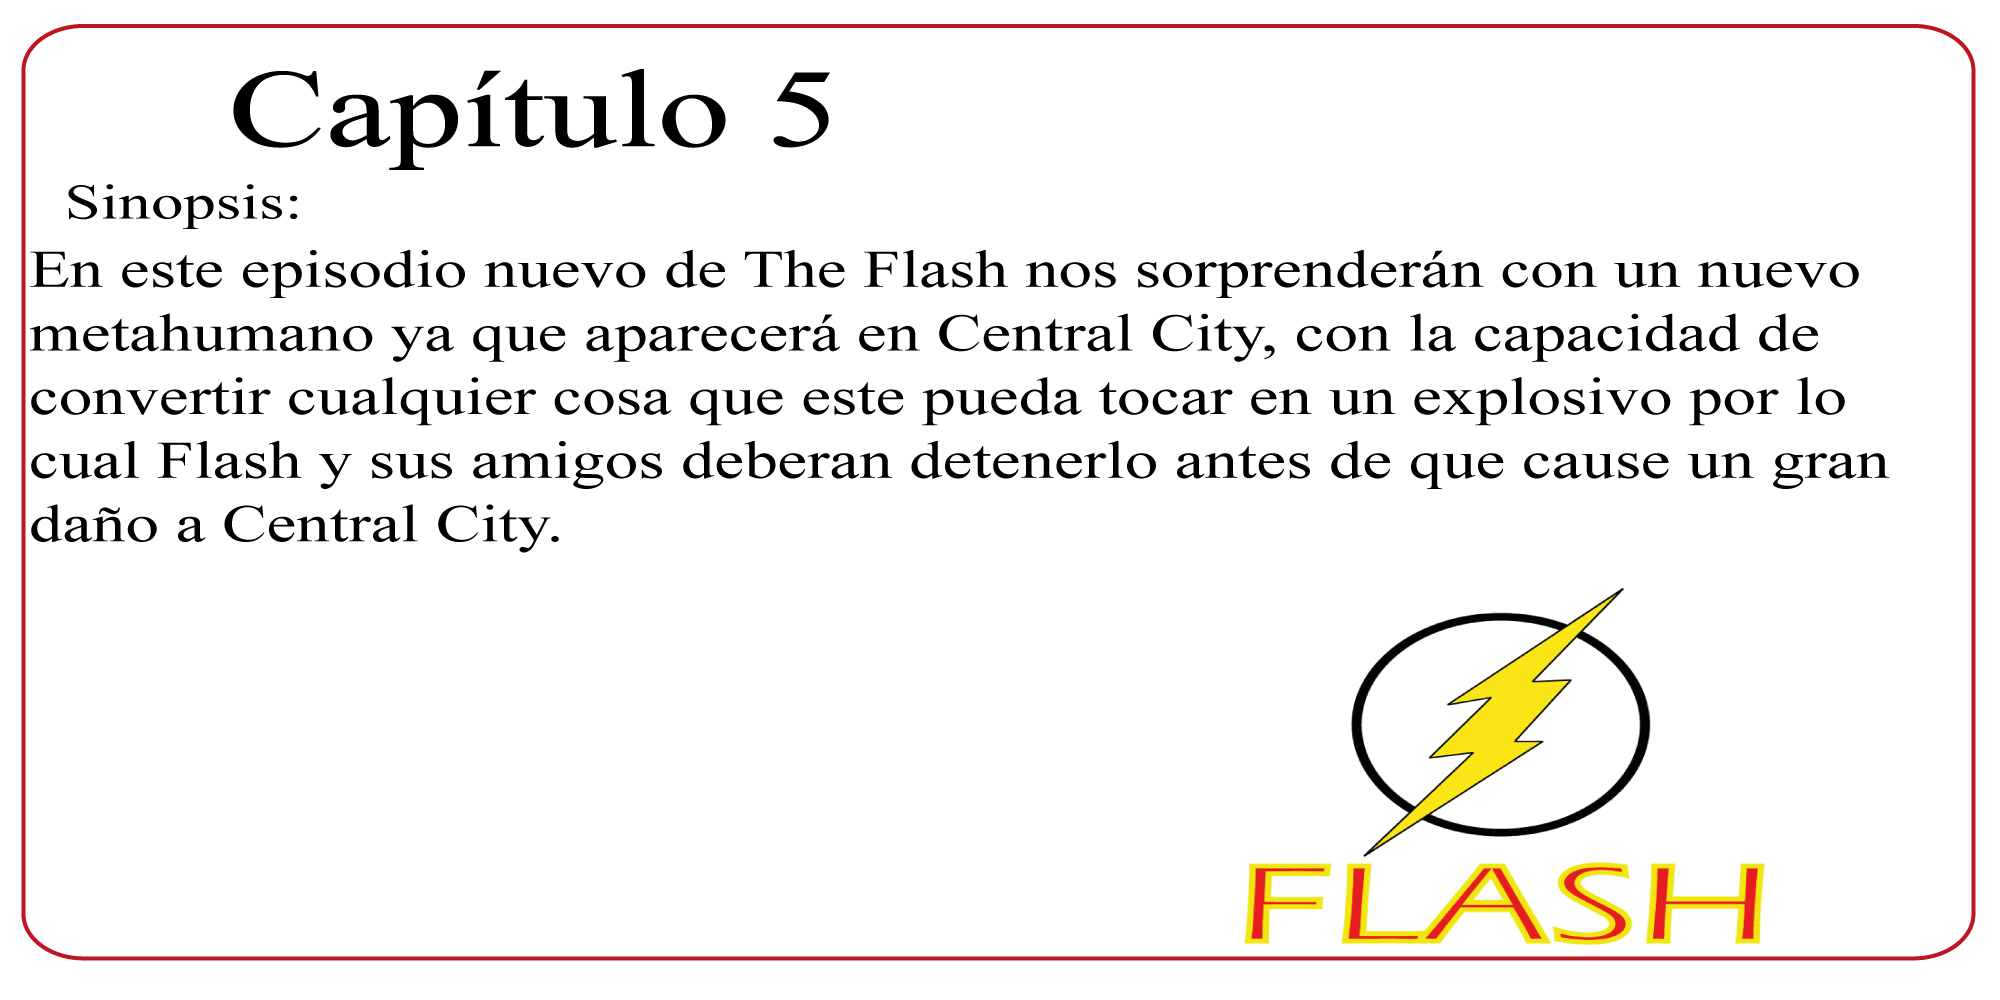 Capítulo 5
Sinopsis:
En este episodio nuevo de The Flash nos sorprenderán con un nuevo
metahumano ya que aparecerá en Central City, con la capacidad de
convertir cualquier cosa que este pueda tocar en un explosivo por lo
cual Flash y sus amigos deberan detenerlo antes de que cause un gran
daño a Central City.
FLASH